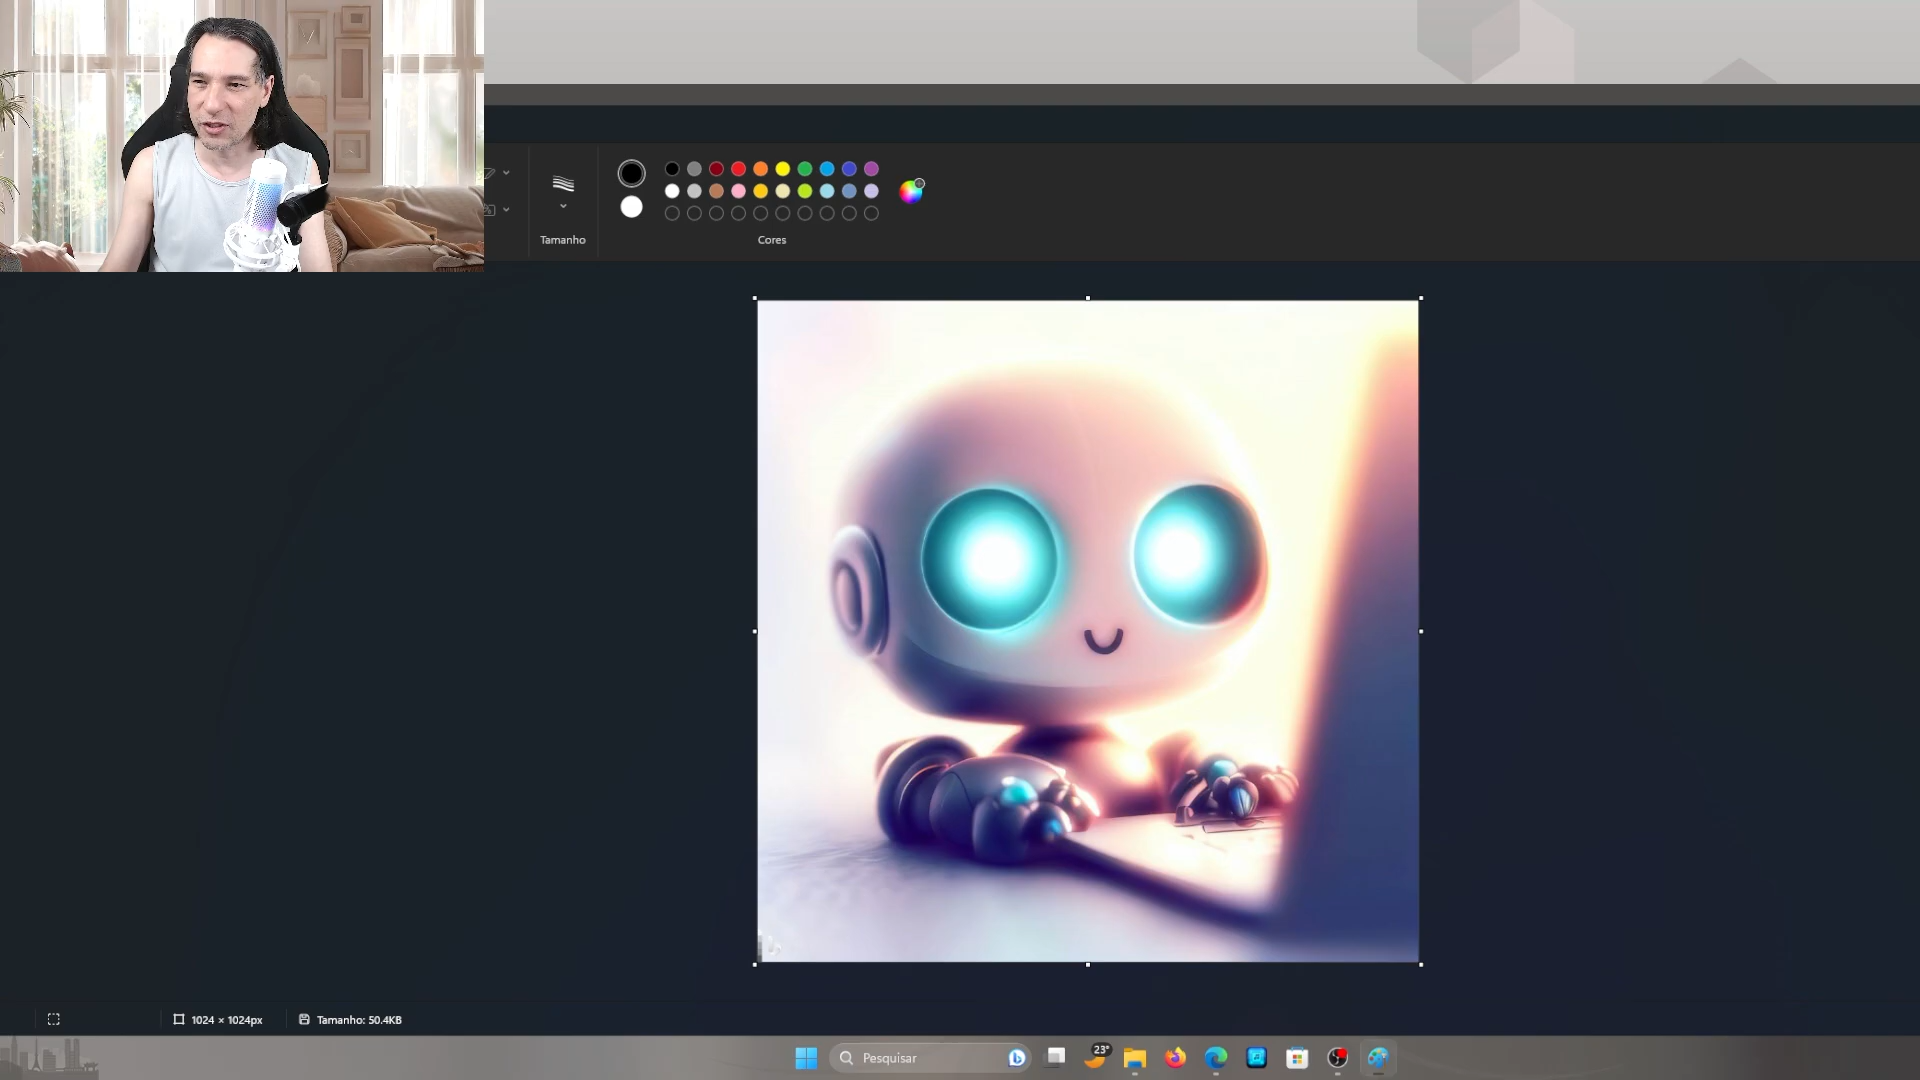 Tamanho
Cores
1024 × 1024px
Tamanho: 50.4KB
Pesquisar
23°